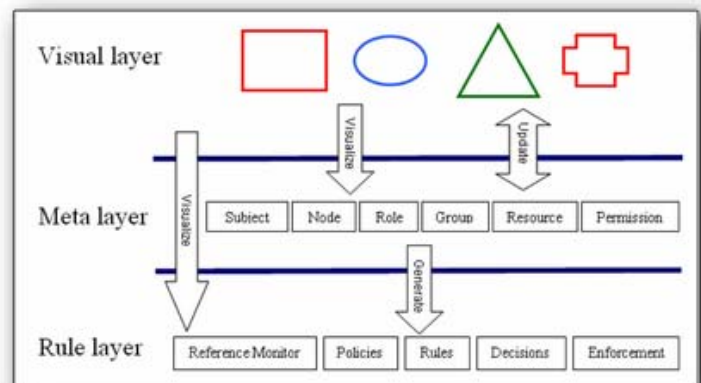 Visual layer
Visualize
Update
Visualize
Meta layer
Subject
Node
Role
Group
Resource
Permission
Generate
Rule layer
Reference Monitor
Policies
Rules
Decisions
Enforcement